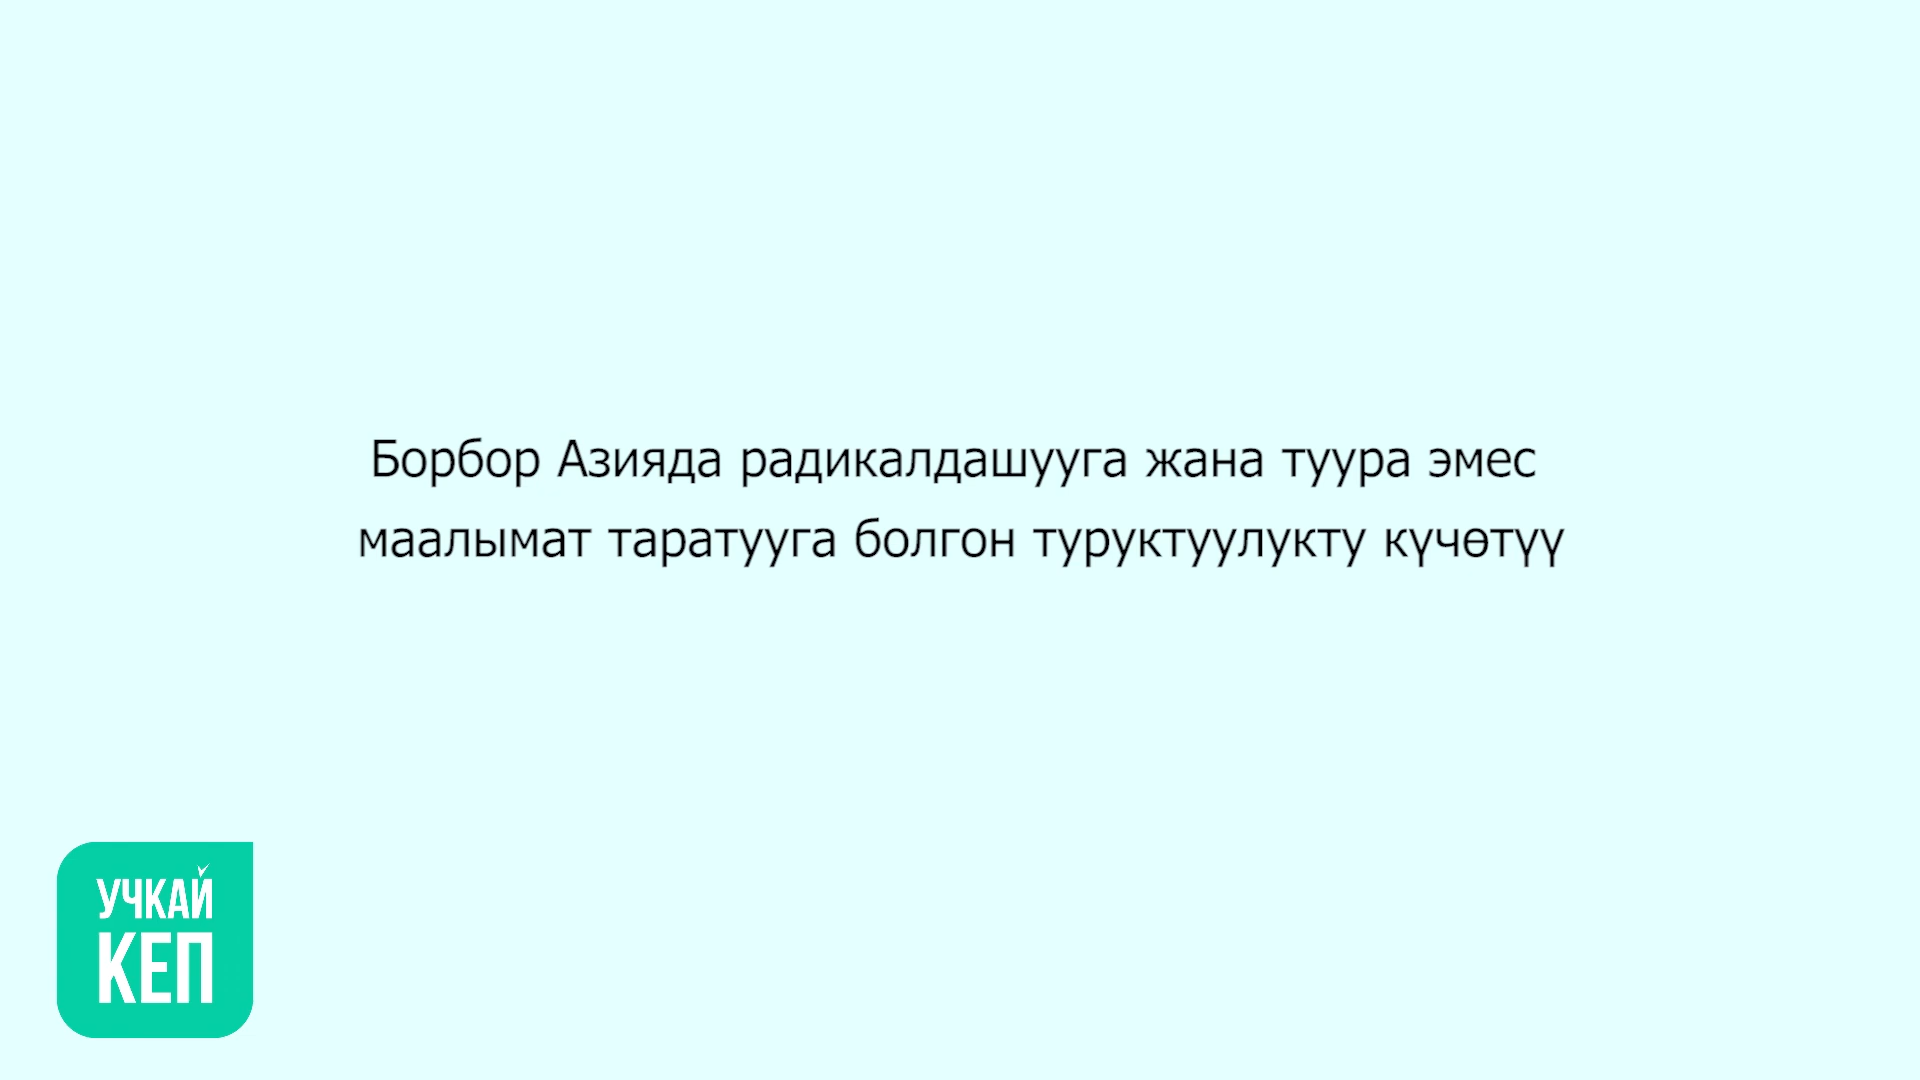 Борбор Азияда радикалдашууга жана туура эмес
маалымат таратууга болгон туруктуулукту күчөтүү
УЧКАЙ
КЕП